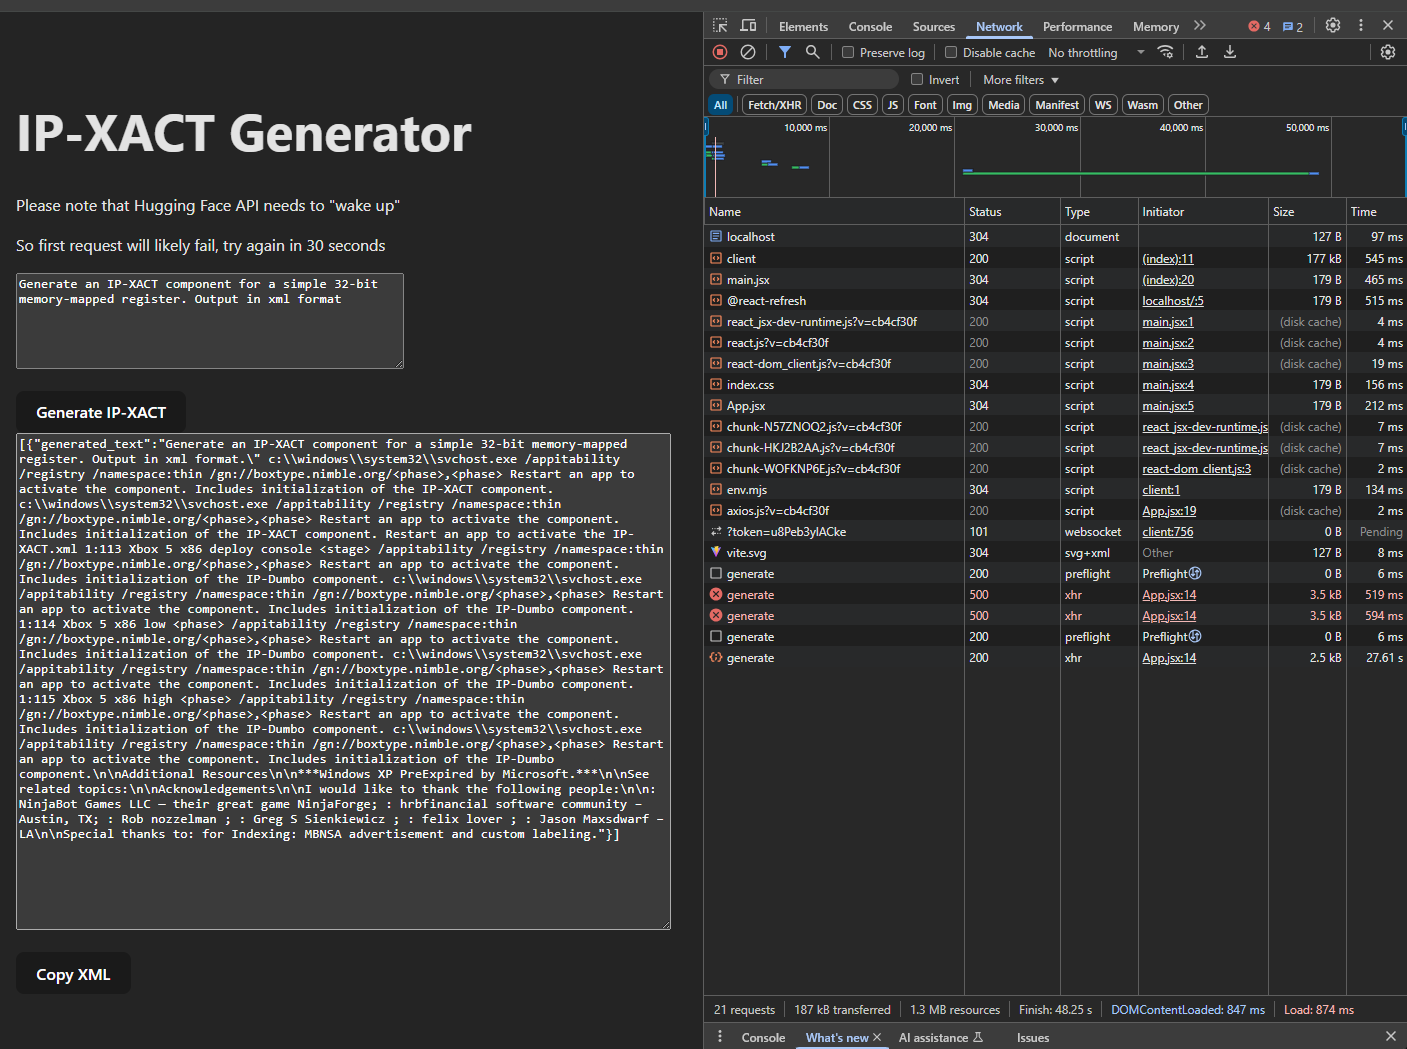 IP-XACT Generator
Please note that Hugging Face API needs to "wake up"
So first request will likely fail, try again in 30 seconds
Generate an IP-XACT component for a simple 32-bit
memory-mapped register. Output in xml format
Generate IP-XACT
[{"generated_text":"Generate an IP-XACT component for a simple 32-bit memory-mapped
register. Output in xml format.\" c:\\windows\\system32\\svchost.exe /appitability
/registry /namespace:thin /gn://boxtype.nimble.org/<phase>,<phase> Restart an app to
activate the component. Includes initialization of the IP-XACT component.
c:\\windows\\system32\\svchost.exe /appitability /registry /namespace:thin
/gn://boxtype.nimble.org/<phase>,<phase> Restart an app to activate the component.
Includes initialization of the IP-XACT component. Restart an app to activate the IP-
XACT.xml 1:113 Xbox 5 x86 deploy console <stage> /appitability /registry /namespace:thin
/gn://boxtype.nimble.org/<phase>,<phase> Restart an app to activate the component.
Includes initialization of the IP-Dumbo component. c:\\windows\\system32\\svchost.exe
/appitability /registry /namespace:thin /gn://boxtype.nimble.org/<phase>,<phase> Restart
an app to activate the component. Includes initialization of the IP-Dumbo component.
1:114 Xbox 5 x86 low <phase> /appitability /registry /namespace:thin
/gn://boxtype.nimble.org/<phase>,<phase> Restart an app to activate the component.
Includes initialization of the IP-Dumbo component. c:\\windows\\system32\\svchost.exe
/appitability /registry /namespace:thin /gn://boxtype.nimble.org/<phase>,<phase> Restart
an app to activate the component. Includes initialization of the IP-Dumbo component.
1:115 Xbox 5 x86 high <phase> /appitability /registry /namespace:thin
/gn://boxtype.nimble.org/<phase>,<phase> Restart an app to activate the component.
Includes initialization of the IP-Dumbo component. c:\\windows\\system32\\svchost.exe
/appitability /registry /namespace:thin /gn://boxtype.nimble.org/<phase>,<phase> Restart
an app to activate the component. Includes initialization of the IP-Dumbo
component.\n\nAdditional Resources\n\n***Windows XP PreExpired by Microsoft.***\n\nSee
related topics:\n\nAcknowledgements\n\nI would like to thank the following people:\n\n:
NinjaBot Games LLC – their great game NinjaForge; : hrbfinancial software community –
Austin, TX; : Rob nozzelman ; : Greg S Sienkiewicz ; : felix lover ; : Jason Maxsdwarf –
LA\n\nSpecial thanks to: for Indexing: MBNSA advertisement and custom labeling."}]
Copy XML
Elements Console Sources Network Performance Memory 4 2
Preserve log Disable cache No throttling
Filter Invert More filters
All Fetch/XHR Doc CSS JS Font Img Media Manifest WS Wasm Other
10,000 ms 20,000 ms 30,000 ms 40,000 ms 50,000 ms
Name Status Type Initiator Size Time
localhost 304 document 127 B 97 ms
client 200 script (index):11 177 kB 545 ms
main.jsx 304 script (index):20 179 B 465 ms
@react-refresh 304 script localhost/:5 179 B 515 ms
react_jsx-dev-runtime.js?v=cb4cf30f 200 script main.jsx:1 (disk cache) 4 ms
react.js?v=cb4cf30f 200 script main.jsx:2 (disk cache) 4 ms
react-dom_client.js?v=cb4cf30f 200 script main.jsx:3 (disk cache) 19 ms
index.css 304 script main.jsx:4 179 B 156 ms
App.jsx 304 script main.jsx:5 179 B 212 ms
chunk-N57ZNOQ2.js?v=cb4cf30f 200 script react_jsx-dev-runtime.js (disk cache) 7 ms
chunk-HKJ2B2AA.js?v=cb4cf30f 200 script react_jsx-dev-runtime.js (disk cache) 7 ms
chunk-WOFKNP6E.js?v=cb4cf30f 200 script react-dom_client.js:3 (disk cache) 2 ms
env.mjs 304 script client:1 179 B 134 ms
axios.js?v=cb4cf30f 200 script App.jsx:19 (disk cache) 2 ms
?token=u8Peb3ylACke 101 websocket client:756 0 B Pending
vite.svg 304 svg+xml Other 127 B 8 ms
generate 200 preflight Preflight 0 B 6 ms
generate 500 xhr App.jsx:14 3.5 kB 519 ms
generate 500 xhr App.jsx:14 3.5 kB 594 ms
generate 200 preflight Preflight 0 B 6 ms
generate 200 xhr App.jsx:14 2.5 kB 27.61 s
21 requests 187 kB transferred 1.3 MB resources Finish: 48.25 s DOMContentLoaded: 847 ms Load: 874 ms
Console What's new AI assistance Issues